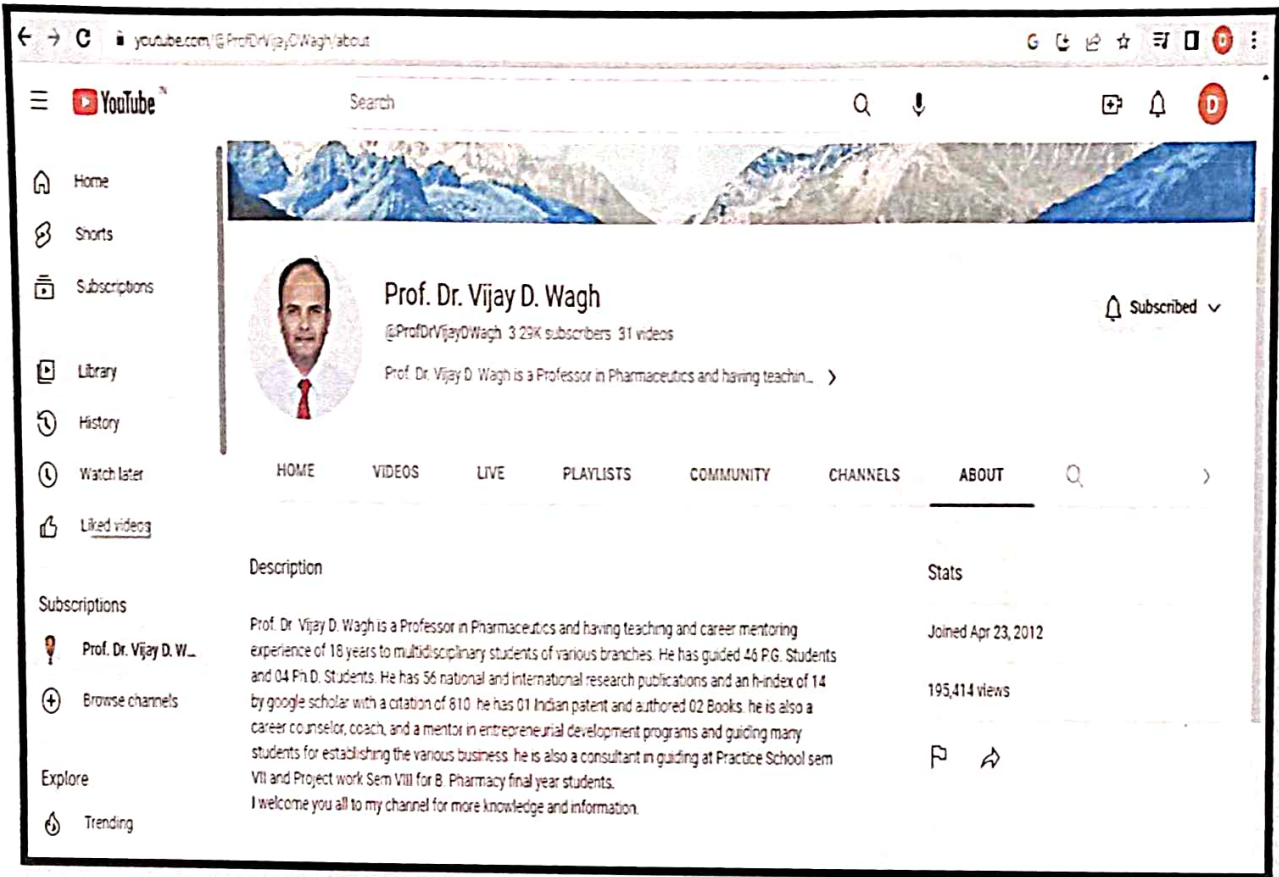 youtube.com/@ProfDrVijayDWagh/about
YouTube IN
Search
Home
Shorts
Subscriptions
Library
History
Watch later
Liked videos
Subscriptions
Prof. Dr. Vijay D. W...
Browse channels
Explore
Trending
Prof. Dr. Vijay D. Wagh
@ProfDrVijayDWagh 3.29K subscribers 31 videos
Prof. Dr. Vijay D. Wagh is a Professor in Pharmaceutics and having teachin...
Subscribed
HOME VIDEOS LIVE PLAYLISTS COMMUNITY CHANNELS ABOUT
Description
Prof. Dr. Vijay D. Wagh is a Professor in Pharmaceutics and having teaching and career mentoring
experience of 18 years to multidisciplinary students of various branches. He has guided 46 P.G. Students
and 04 Ph.D. Students. He has 56 national and international research publications and an h-index of 14
by google scholar with a citation of 810. he has 01 Indian patent and authored 02 Books. he is also a
career counselor, coach, and a mentor in entrepreneurial development programs and guiding many
students for establishing the various business. he is also a consultant in guiding at Practice School sem
VII and Project work Sem VIII for B. Pharmacy final year students.
I welcome you all to my channel for more knowledge and information.
Stats
Joined Apr 23, 2012
195,414 views
D
D